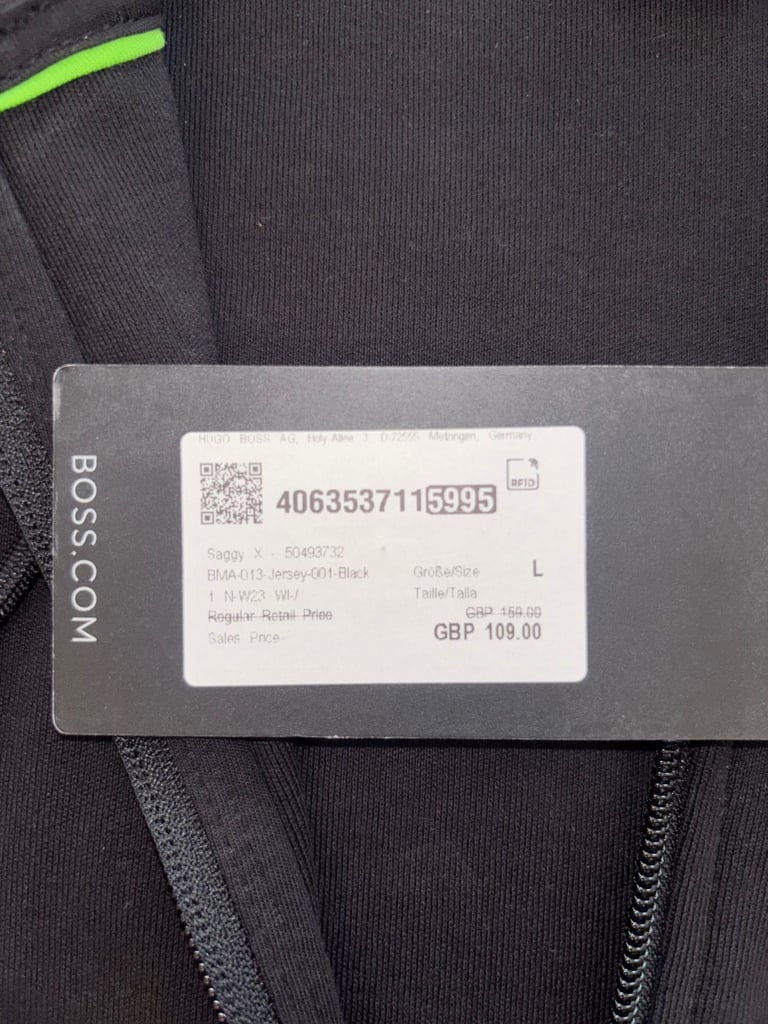 BOSS.COM
HUGO BOSS AG, Holy-Allee 3, D-72555 Metzingen, Germany
4063537115995
RFID
Saggy X - 50493732
BMA-013-Jersey-001-Black Größe/Size L
1 N-W23 WI-/ Taille/Talla
Regular Retail Price GBP 159.00
Sales Price GBP 109.00